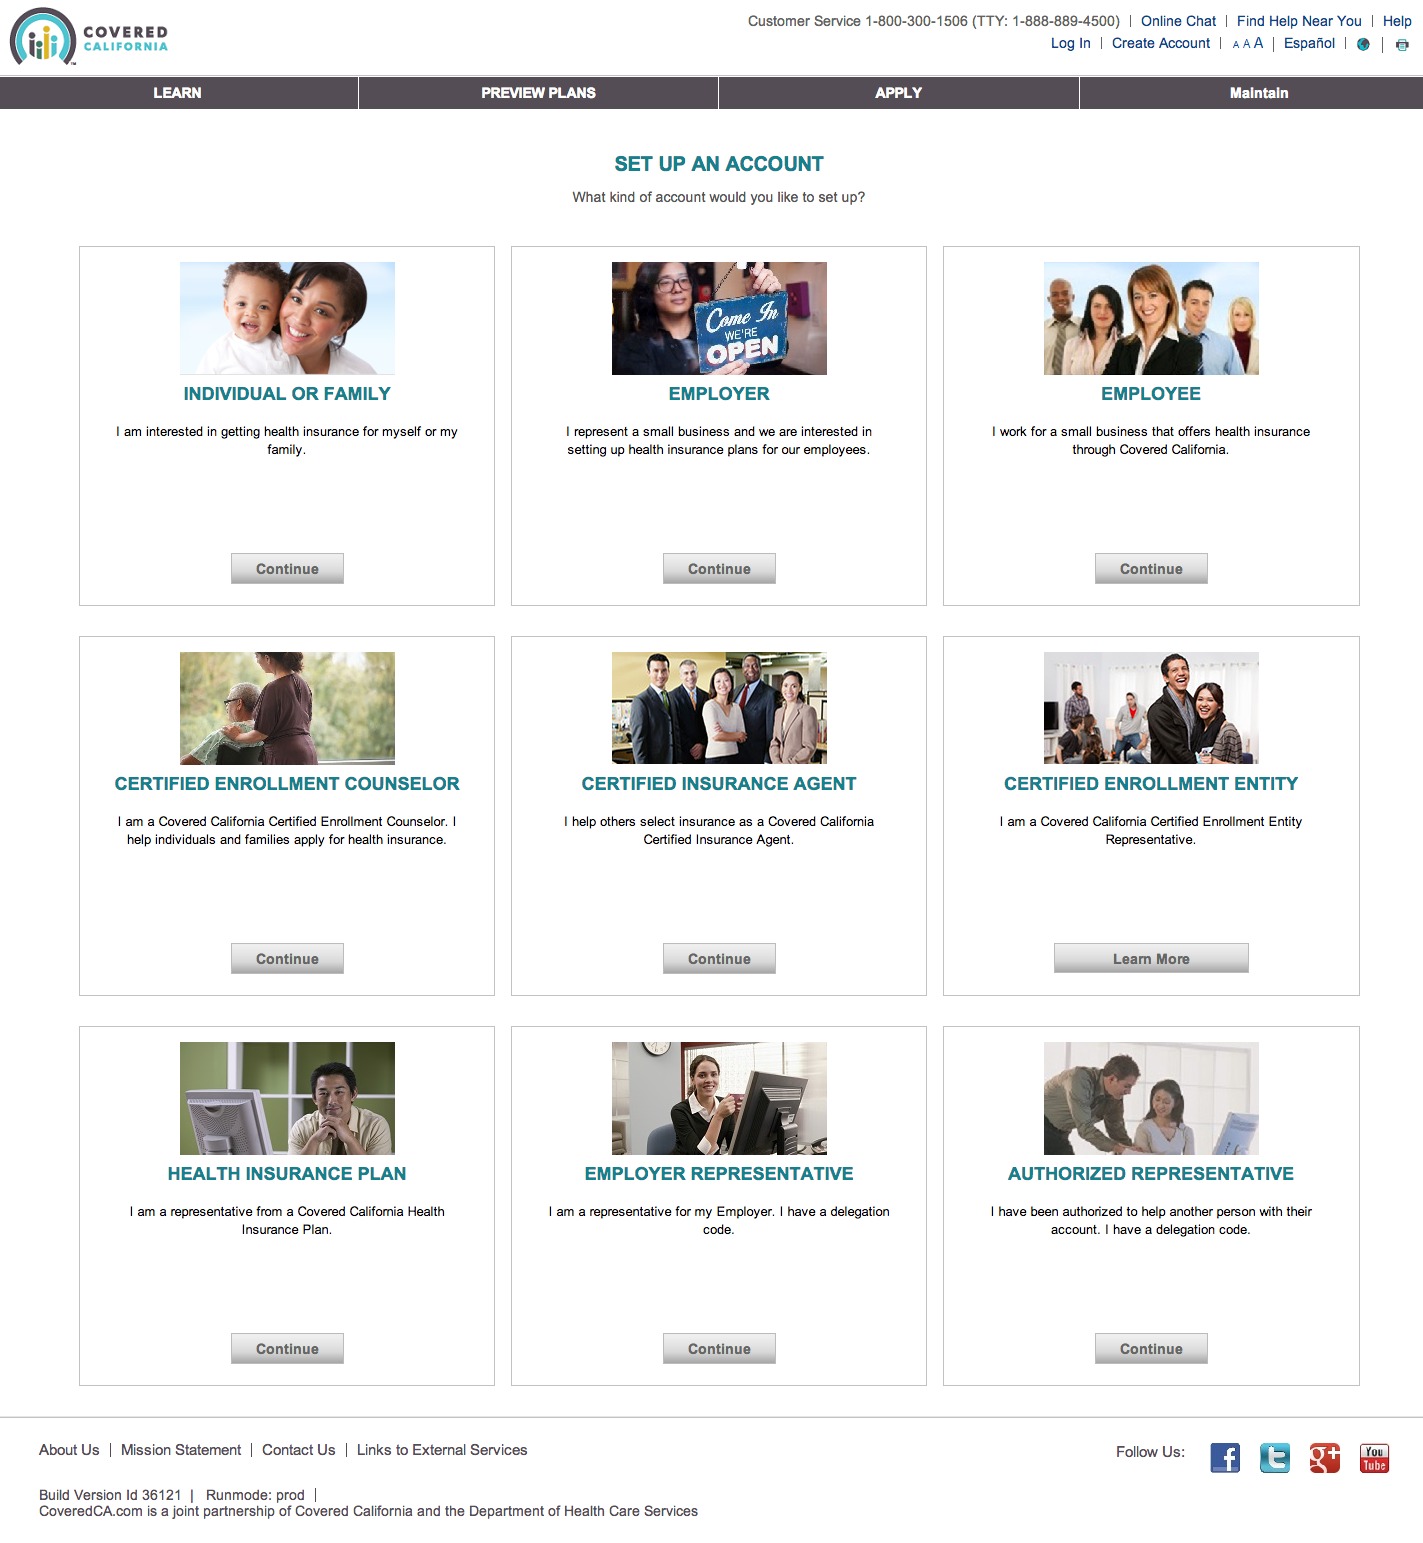 COVERED
CALIFORNIA
Customer Service 1-800-300-1506 (TTY: 1-888-889-4500) | Online Chat | Find Help Near You | Help
Log In | Create Account | A A A | Español |
LEARN
PREVIEW PLANS
APPLY
Maintain
SET UP AN ACCOUNT
What kind of account would you like to set up?
Come In
WE'RE
OPEN
INDIVIDUAL OR FAMILY
I am interested in getting health insurance for myself or my
family.
Continue
EMPLOYER
I represent a small business and we are interested in
setting up health insurance plans for our employees.
Continue
EMPLOYEE
I work for a small business that offers health insurance
through Covered California.
Continue
CERTIFIED ENROLLMENT COUNSELOR
I am a Covered California Certified Enrollment Counselor. I
help individuals and families apply for health insurance.
Continue
CERTIFIED INSURANCE AGENT
I help others select insurance as a Covered California
Certified Insurance Agent.
Continue
CERTIFIED ENROLLMENT ENTITY
I am a Covered California Certified Enrollment Entity
Representative.
Learn More
HEALTH INSURANCE PLAN
I am a representative from a Covered California Health
Insurance Plan.
Continue
EMPLOYER REPRESENTATIVE
I am a representative for my Employer. I have a delegation
code.
Continue
AUTHORIZED REPRESENTATIVE
I have been authorized to help another person with their
account. I have a delegation code.
Continue
About Us | Mission Statement | Contact Us | Links to External Services
Follow Us:
You
Tube
Build Version Id 36121 | Runmode: prod |
CoveredCA.com is a joint partnership of Covered California and the Department of Health Care Services